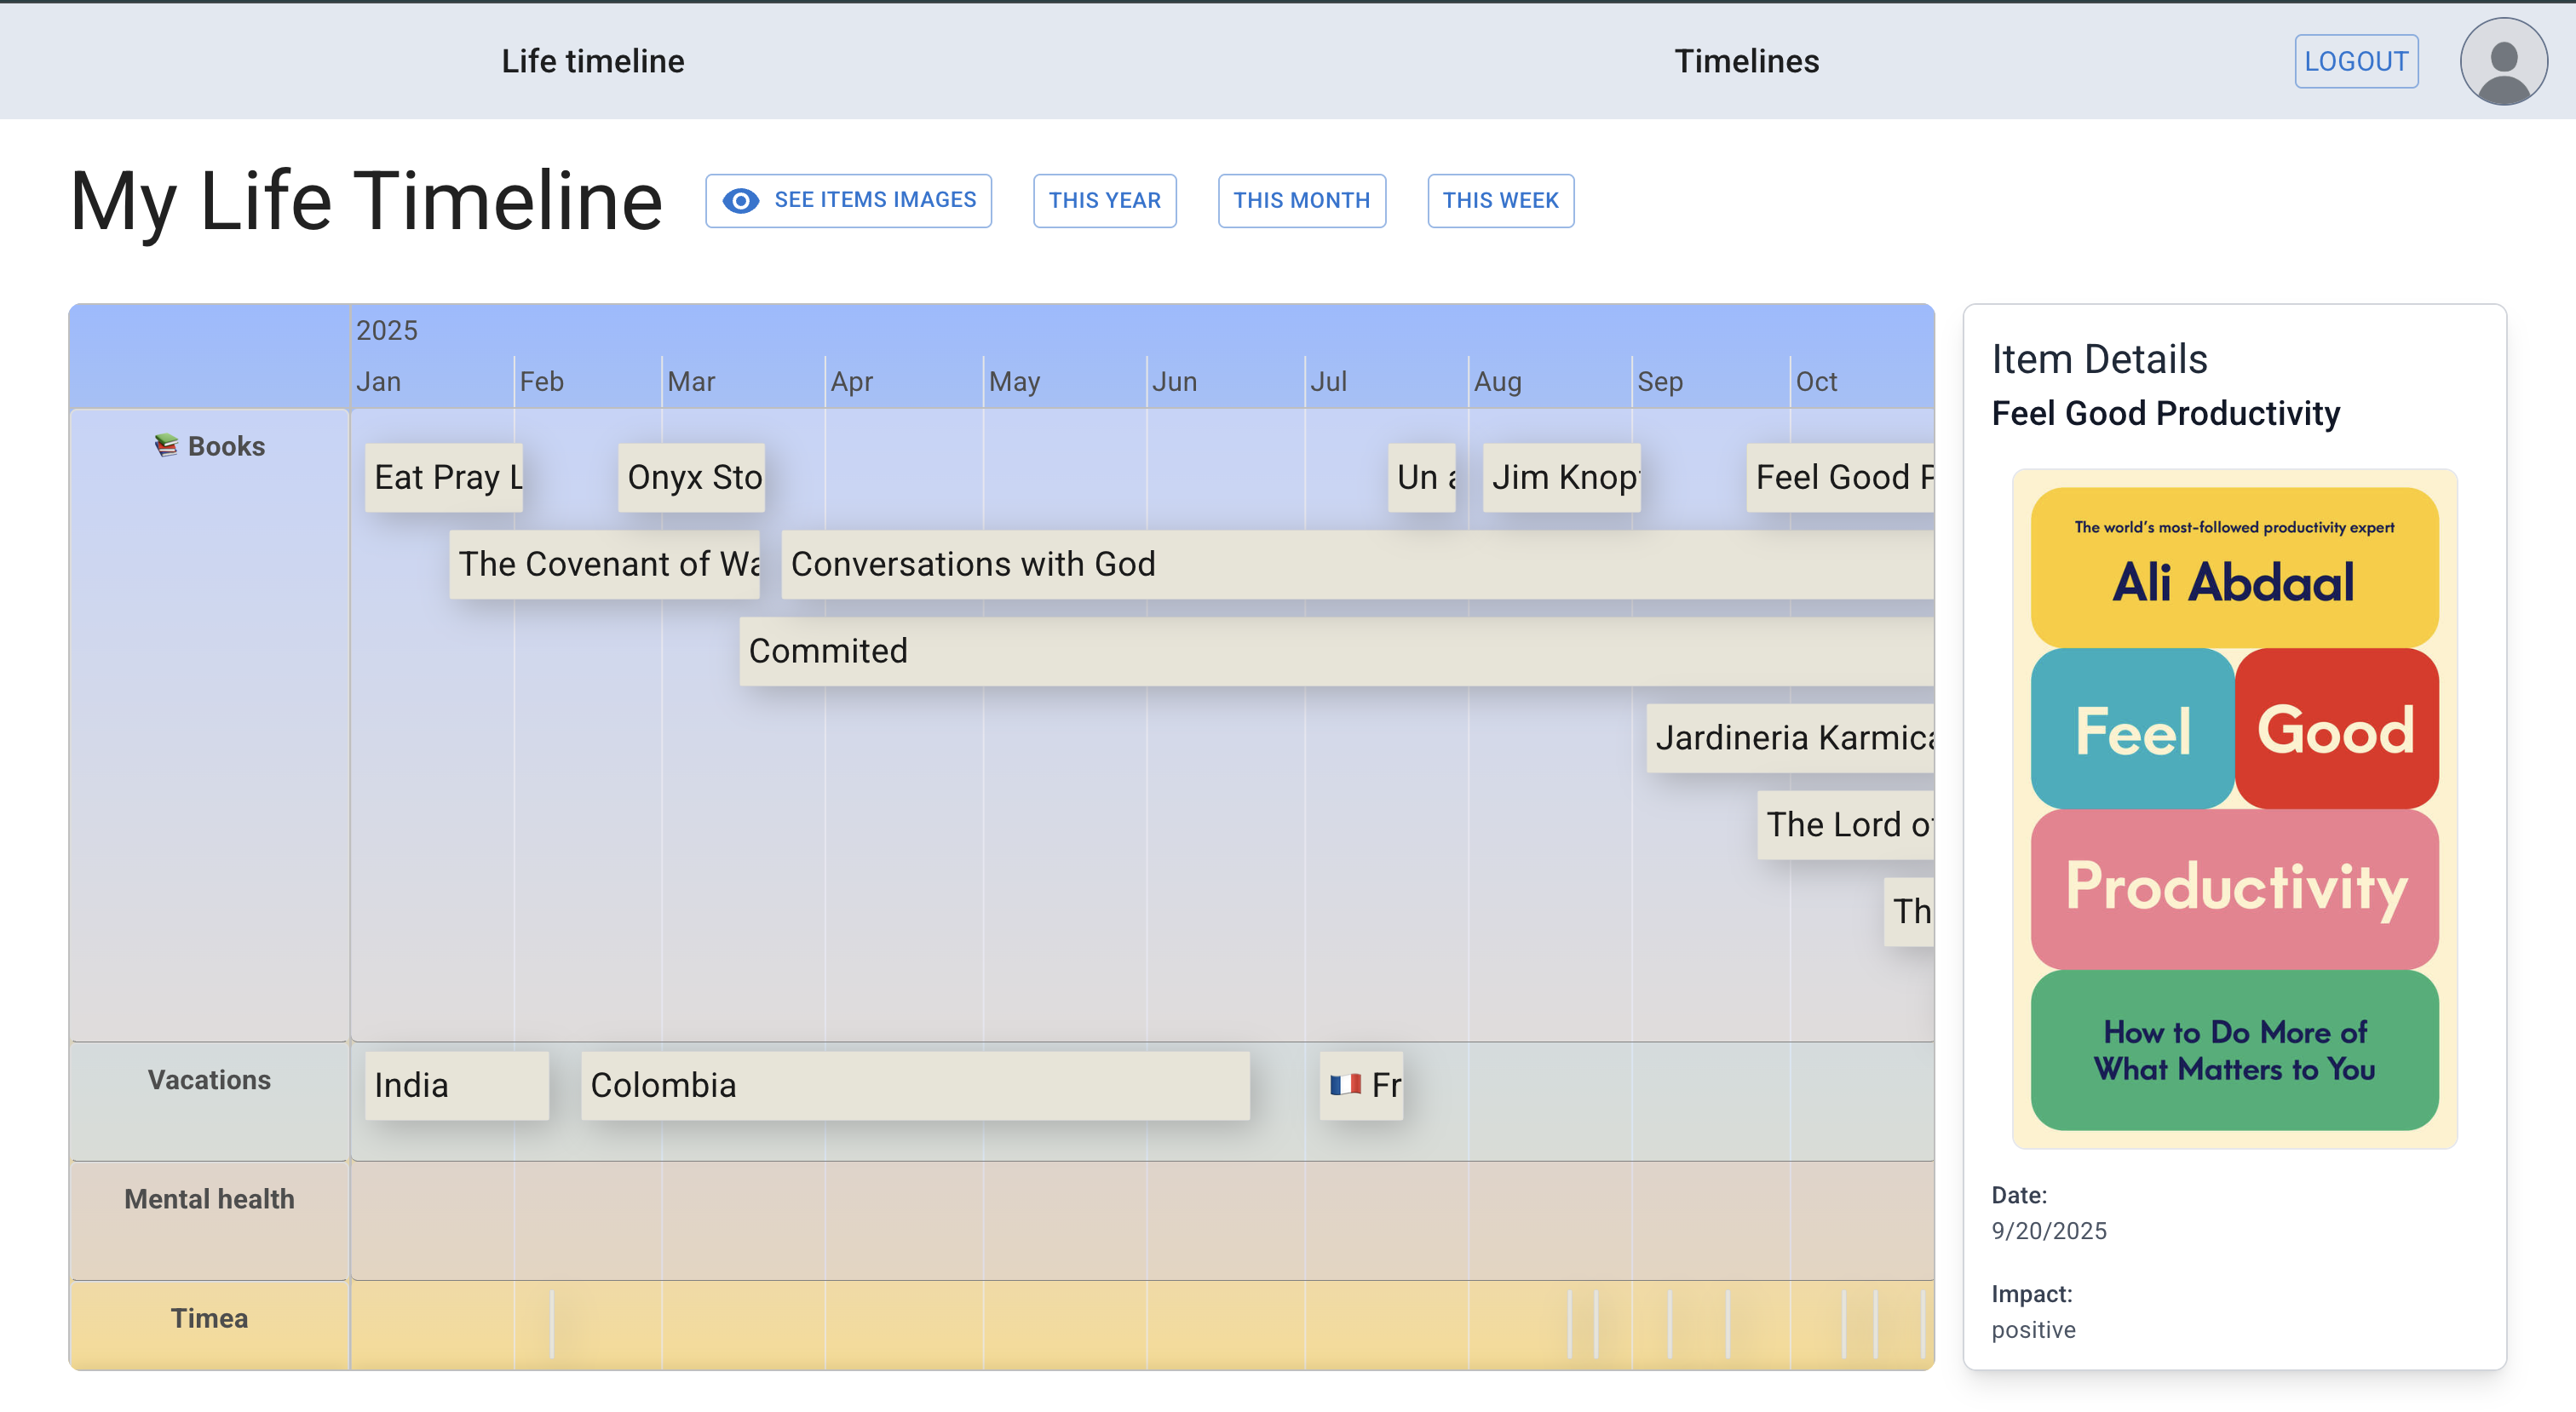 Life timeline
Timelines
LOGOUT
My Life Timeline
SEE ITEMS IMAGES
THIS YEAR
THIS MONTH
THIS WEEK
2025
Jan Feb Mar Apr May Jun Jul Aug Sep Oct
Books
Eat Pray L
Onyx Sto
Un
Jim Knop
Feel Good P
The Covenant of Wa
Conversations with God
Commited
Jardineria Karmica
The Lord of
Th
Vacations
India
Colombia
Fr
Mental health
Timea
Item Details
Feel Good Productivity
The world's most-followed productivity expert
Ali Abdaal
Feel
Good
Productivity
How to Do More of
What Matters to You
Date:
9/20/2025
Impact:
positive